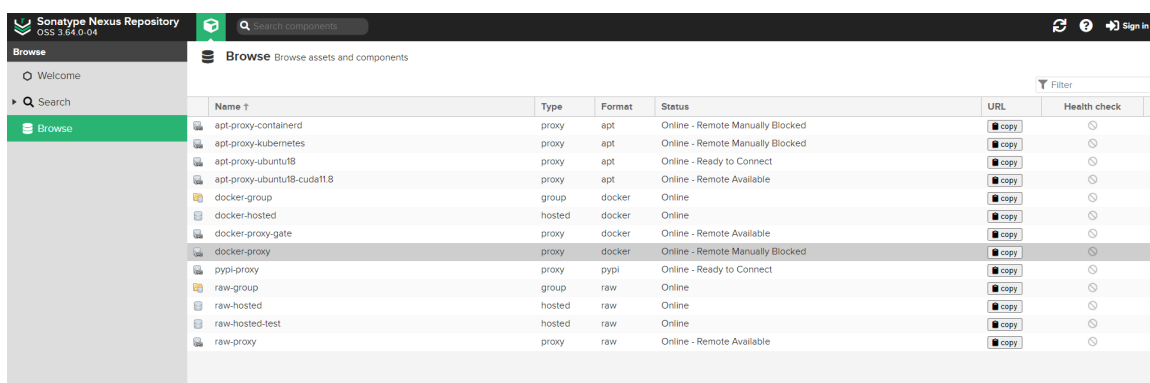 Sonatype Nexus Repository
OSS 3.64.0-04
Search components
Sign in
Browse
Welcome
Search
Browse
Browse Browse assets and components
Filter
Name ↑ Type Format Status URL Health check
apt-proxy-containerd proxy apt Online - Remote Manually Blocked copy
apt-proxy-kubernetes proxy apt Online - Remote Manually Blocked copy
apt-proxy-ubuntu18 proxy apt Online - Ready to Connect copy
apt-proxy-ubuntu18-cuda11.8 proxy apt Online - Remote Available copy
docker-group group docker Online copy
docker-hosted hosted docker Online copy
docker-proxy-gate proxy docker Online - Remote Available copy
docker-proxy proxy docker Online - Remote Manually Blocked copy
pypi-proxy proxy pypi Online - Ready to Connect copy
raw-group group raw Online copy
raw-hosted hosted raw Online copy
raw-hosted-test hosted raw Online copy
raw-proxy proxy raw Online - Remote Available copy